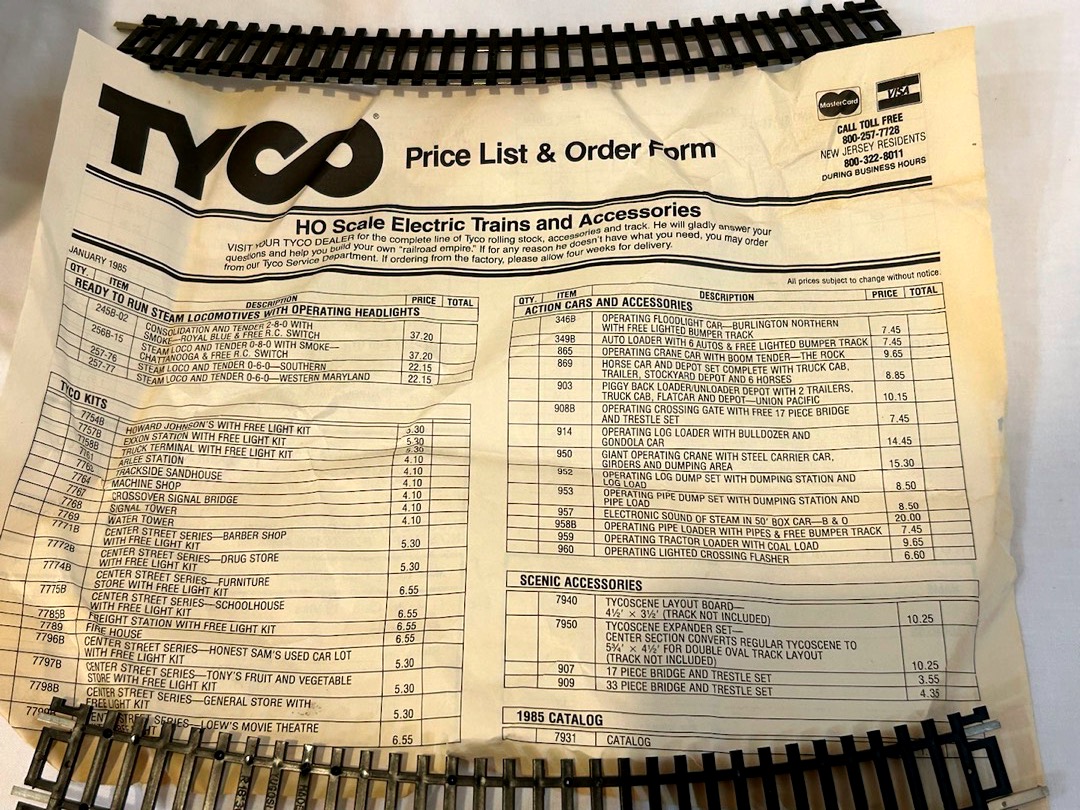 TYCO®
Price List & Order Form
MasterCard
VISA
CALL TOLL FREE
800-257-7728
NEW JERSEY RESIDENTS
800-322-8011
DURING BUSINESS HOURS
HO Scale Electric Trains and Accessories
VISIT YOUR TYCO DEALER for the complete line of Tyco rolling stock, accessories and track. He will gladly answer your
questions and help you build your own "railroad empire." If for any reason he doesn't have what you need, you may order
from our Tyco Service Department. If ordering from the factory, please allow four weeks for delivery.
JANUARY 1985
All prices subject to change without notice.
QTY. ITEM DESCRIPTION PRICE TOTAL
READY TO RUN STEAM LOCOMOTIVES WITH OPERATING HEADLIGHTS
245B-02 CONSOLIDATION AND TENDER 2-8-0 WITH
SMOKE—ROYAL BLUE & FREE R.C. SWITCH 37.20
256B-15 STEAM LOCO AND TENDER 0-8-0 WITH SMOKE—
CHATTANOOGA & FREE R.C. SWITCH 37.20
257-76 STEAM LOCO AND TENDER 0-6-0—SOUTHERN 22.15
257-77 STEAM LOCO AND TENDER 0-6-0—WESTERN MARYLAND 22.15
TYCO KITS
7754B HOWARD JOHNSON'S WITH FREE LIGHT KIT 5.30
7757B EXXON STATION WITH FREE LIGHT KIT 5.30
7758B TRUCK TERMINAL WITH FREE LIGHT KIT 5.30
7761 ARLEE STATION 4.10
TRACKSIDE SANDHOUSE 4.10
7764 MACHINE SHOP 4.10
7767 CROSSOVER SIGNAL BRIDGE 4.10
7768 SIGNAL TOWER 4.10
7769 WATER TOWER 4.10
7771B CENTER STREET SERIES—BARBER SHOP
WITH FREE LIGHT KIT 5.30
7772B CENTER STREET SERIES—DRUG STORE
WITH FREE LIGHT KIT 5.30
7774B CENTER STREET SERIES—FURNITURE
STORE WITH FREE LIGHT KIT 6.55
7775B CENTER STREET SERIES—SCHOOLHOUSE
WITH FREE LIGHT KIT 6.55
7785B FREIGHT STATION WITH FREE LIGHT KIT 6.55
7789 FIRE HOUSE 6.55
7796B CENTER STREET SERIES—HONEST SAM'S USED CAR LOT
WITH FREE LIGHT KIT 5.30
7797B CENTER STREET SERIES—TONY'S FRUIT AND VEGETABLE
STORE WITH FREE LIGHT KIT 5.30
7798B CENTER STREET SERIES—GENERAL STORE WITH
FREE LIGHT KIT 5.30
CENTER STREET SERIES—LOEW'S MOVIE THEATRE
6.55
QTY. ITEM DESCRIPTION PRICE TOTAL
ACTION CARS AND ACCESSORIES
346B OPERATING FLOODLIGHT CAR—BURLINGTON NORTHERN
WITH FREE LIGHTED BUMPER TRACK 7.45
349B AUTO LOADER WITH 6 AUTOS & FREE LIGHTED BUMPER TRACK 7.45
865 OPERATING CRANE CAR WITH BOOM TENDER—THE ROCK 9.65
869 HORSE CAR AND DEPOT SET COMPLETE WITH TRUCK CAB,
TRAILER, STOCKYARD DEPOT AND 6 HORSES 8.85
903 PIGGY BACK LOADER/UNLOADER DEPOT WITH 2 TRAILERS,
TRUCK CAB, FLATCAR AND DEPOT—UNION PACIFIC 10.15
908B OPERATING CROSSING GATE WITH FREE 17 PIECE BRIDGE
AND TRESTLE SET 7.45
914 OPERATING LOG LOADER WITH BULLDOZER AND
GONDOLA CAR 14.45
950 GIANT OPERATING CRANE WITH STEEL CARRIER CAR,
GIRDERS AND DUMPING AREA 15.30
952 OPERATING LOG DUMP SET WITH DUMPING STATION AND
LOG LOAD 8.50
953 OPERATING PIPE DUMP SET WITH DUMPING STATION AND
PIPE LOAD 8.50
957 ELECTRONIC SOUND OF STEAM IN 50' BOX CAR—B & O 20.00
958B OPERATING PIPE LOADER WITH PIPES & FREE BUMPER TRACK 7.45
959 OPERATING TRACTOR LOADER WITH COAL LOAD 9.65
960 OPERATING LIGHTED CROSSING FLASHER 6.60
SCENIC ACCESSORIES
7940 TYCOSCENE LAYOUT BOARD—
4½' × 3½' (TRACK NOT INCLUDED) 10.25
7950 TYCOSCENE EXPANDER SET—
CENTER SECTION CONVERTS REGULAR TYCOSCENE TO
5¾' × 4½' FOR DOUBLE OVAL TRACK LAYOUT
(TRACK NOT INCLUDED) 10.25
907 17 PIECE BRIDGE AND TRESTLE SET 3.55
909 33 PIECE BRIDGE AND TRESTLE SET 4.35
1985 CATALOG
7931 CATALOG